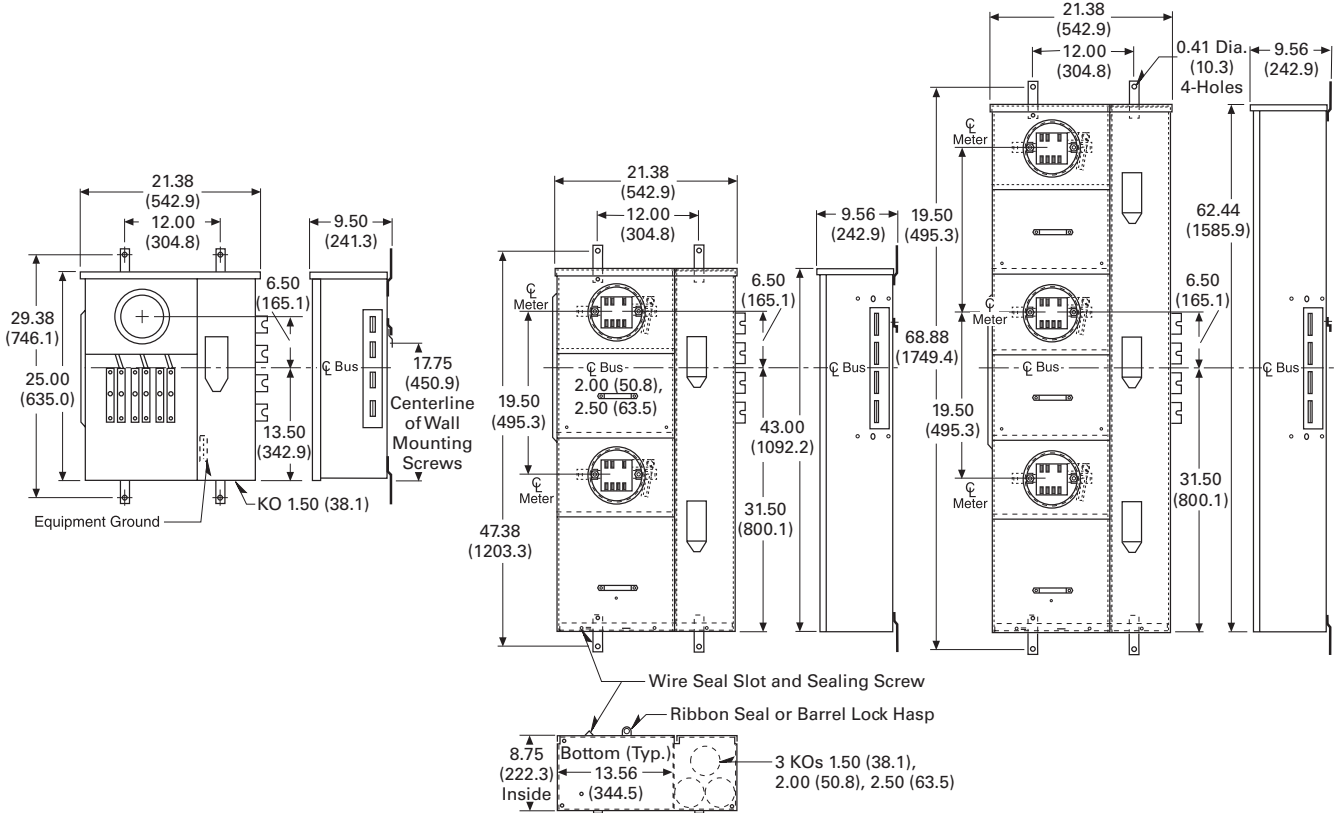 21.38
(542.9)
12.00
(304.8)
9.50
(241.3)
29.38
(746.1)
25.00
(635.0)
6.50
(165.1)
℄ Bus
17.75
(450.9)
Centerline
of Wall
Mounting
Screws
13.50
(342.9)
KO 1.50 (38.1)
Equipment Ground
21.38
(542.9)
12.00
(304.8)
9.56
(242.9)
℄
Meter
6.50
(165.1)
℄ Bus
2.00 (50.8),
2.50 (63.5)
19.50
(495.3)
℄ Bus
43.00
(1092.2)
℄
Meter
31.50
(800.1)
47.38
(1203.3)
21.38
(542.9)
12.00
(304.8)
0.41 Dia.
(10.3)
4-Holes
9.56
(242.9)
℄
Meter
19.50
(495.3)
62.44
(1585.9)
6.50
(165.1)
℄
Meter
68.88
(1749.4)
℄ Bus
℄ Bus
19.50
(495.3)
℄
Meter
31.50
(800.1)
Wire Seal Slot and Sealing Screw
Ribbon Seal or Barrel Lock Hasp
8.75
(222.3)
Inside
Bottom (Typ.)
13.56
(344.5)
3 KOs 1.50 (38.1),
2.00 (50.8), 2.50 (63.5)